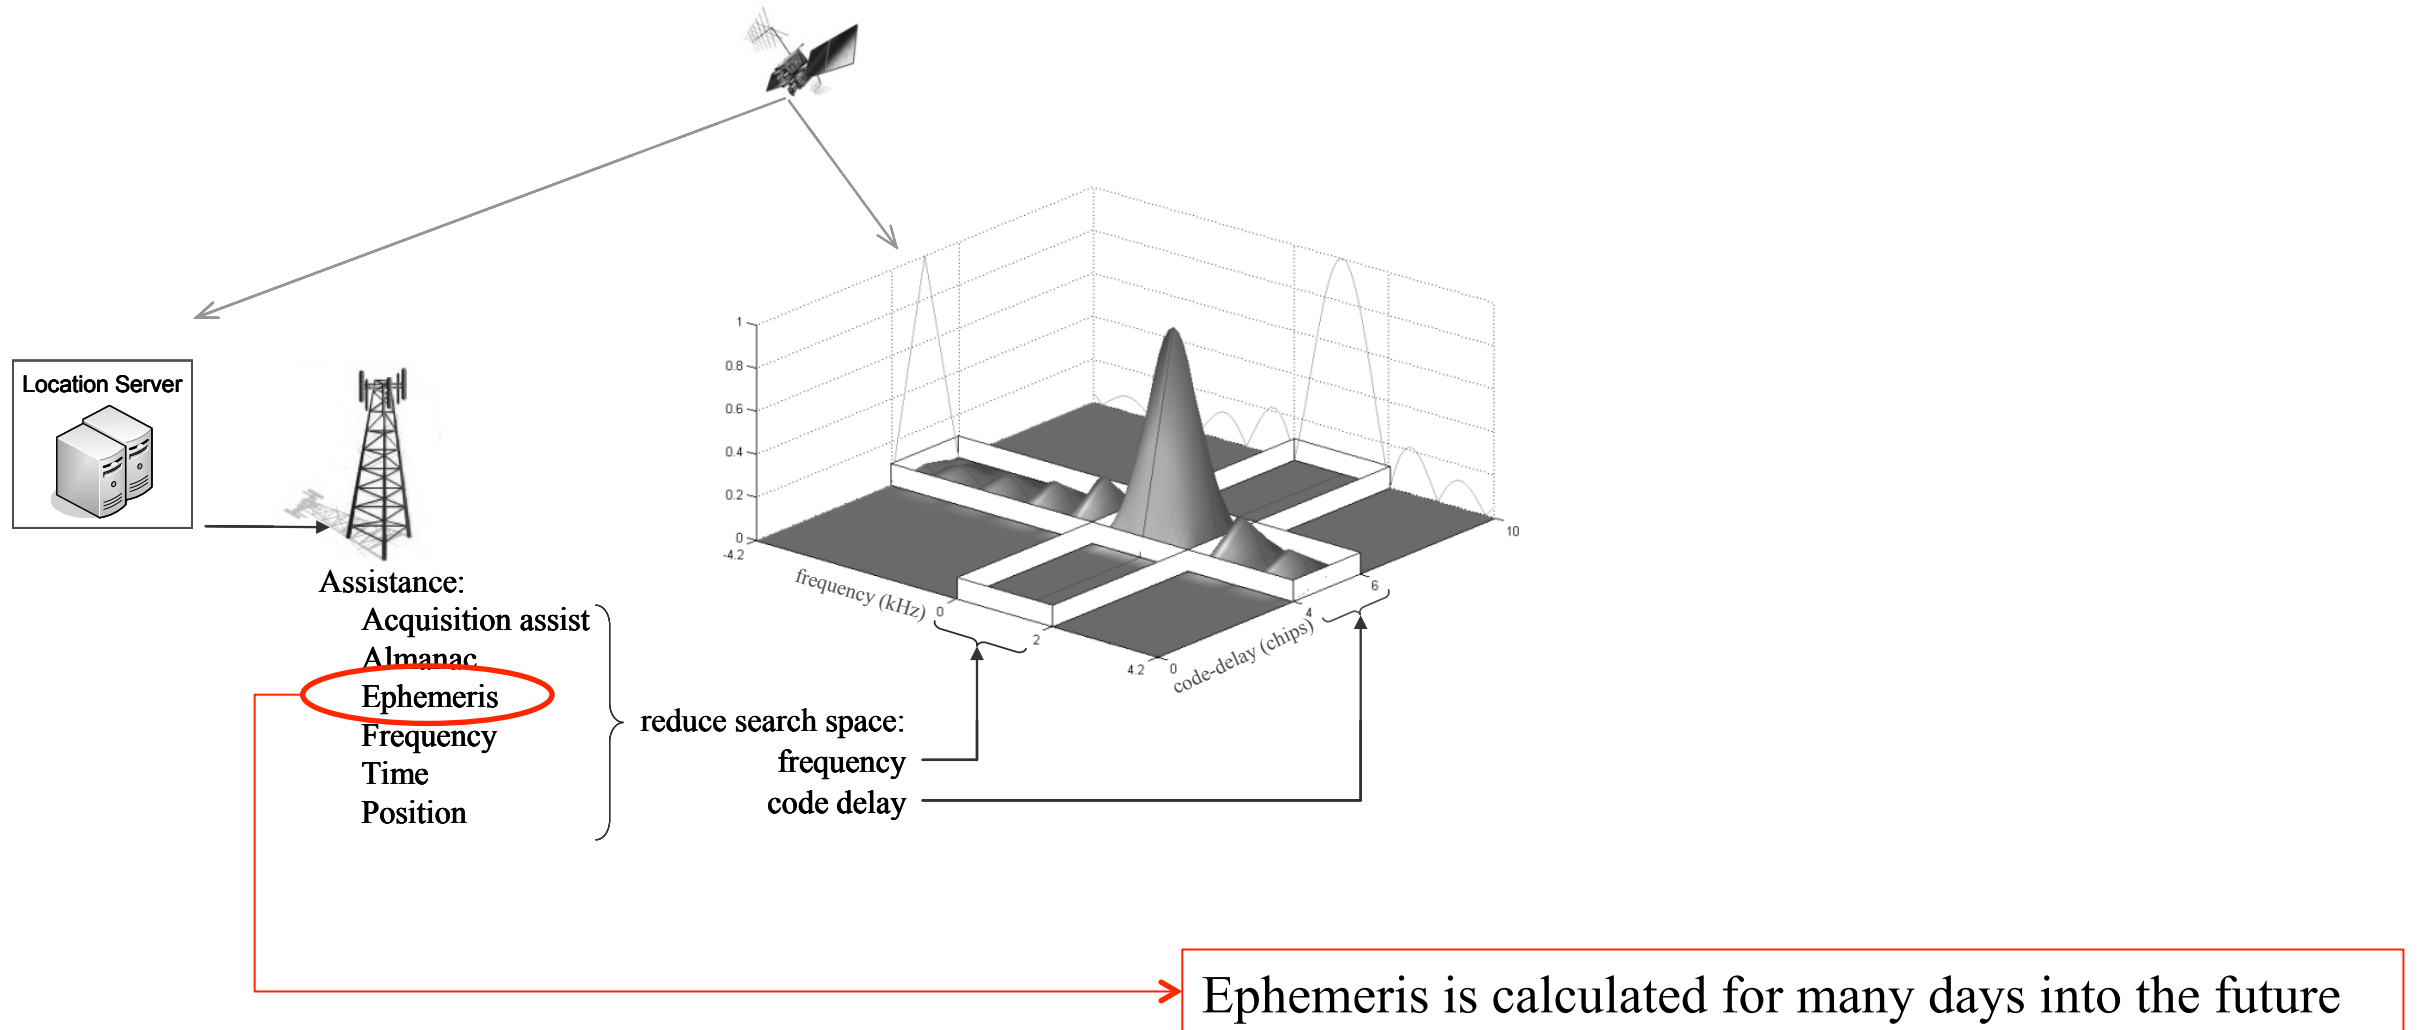 Location Server
Assistance:
Acquisition assist
Almanac
Ephemeris
Frequency
Time
Position
reduce search space:
frequency
code delay
1
0.8
0.6
0.4
0.2
0
-4.2
frequency (kHz)
0
2
4.2
0
code-delay (chips)
4
6
10
Ephemeris is calculated for many days into the future